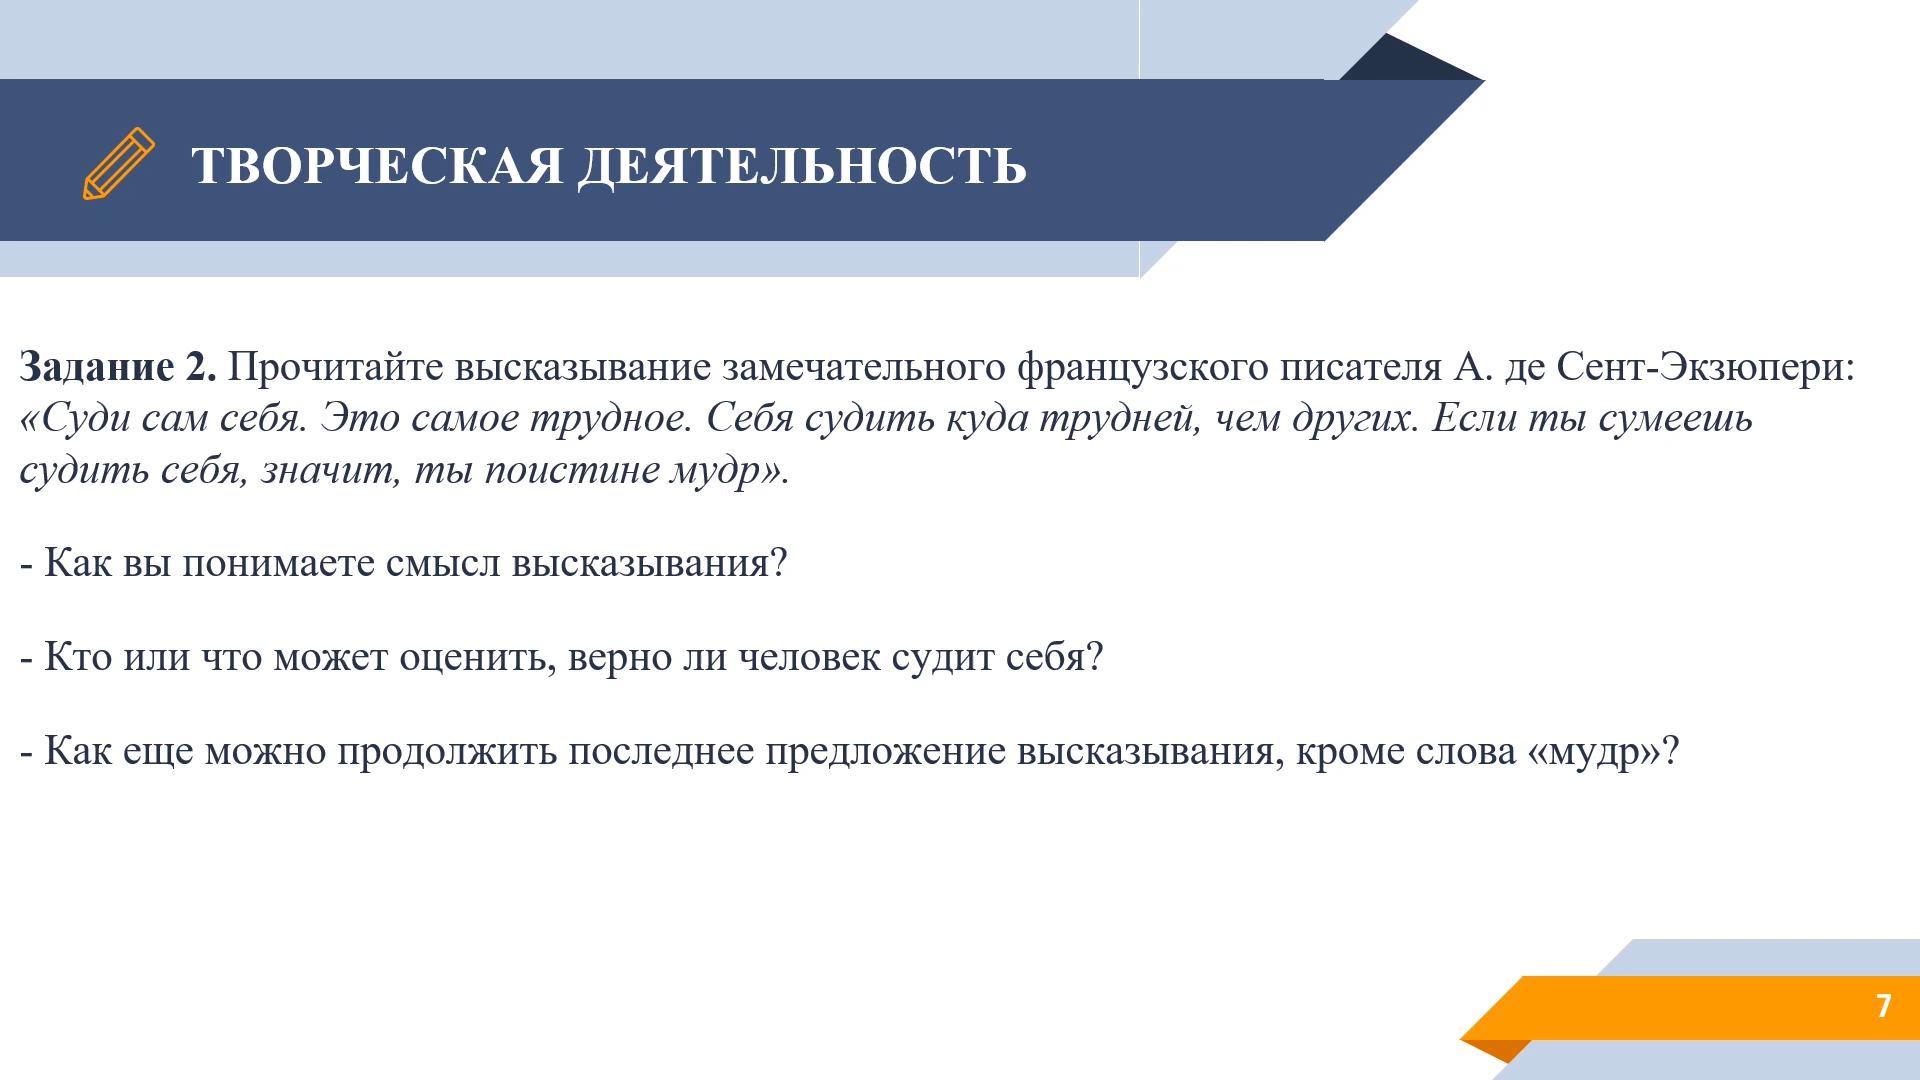 ТВОРЧЕСКАЯ ДЕЯТЕЛЬНОСТЬ
Задание 2. Прочитайте высказывание замечательного французского писателя А. де Сент-Экзюпери:
«Суди сам себя. Это самое трудное. Себя судить куда трудней, чем других. Если ты сумеешь
судить себя, значит, ты поистине мудр».
- Как вы понимаете смысл высказывания?
- Кто или что может оценить, верно ли человек судит себя?
- Как еще можно продолжить последнее предложение высказывания, кроме слова «мудр»?
7